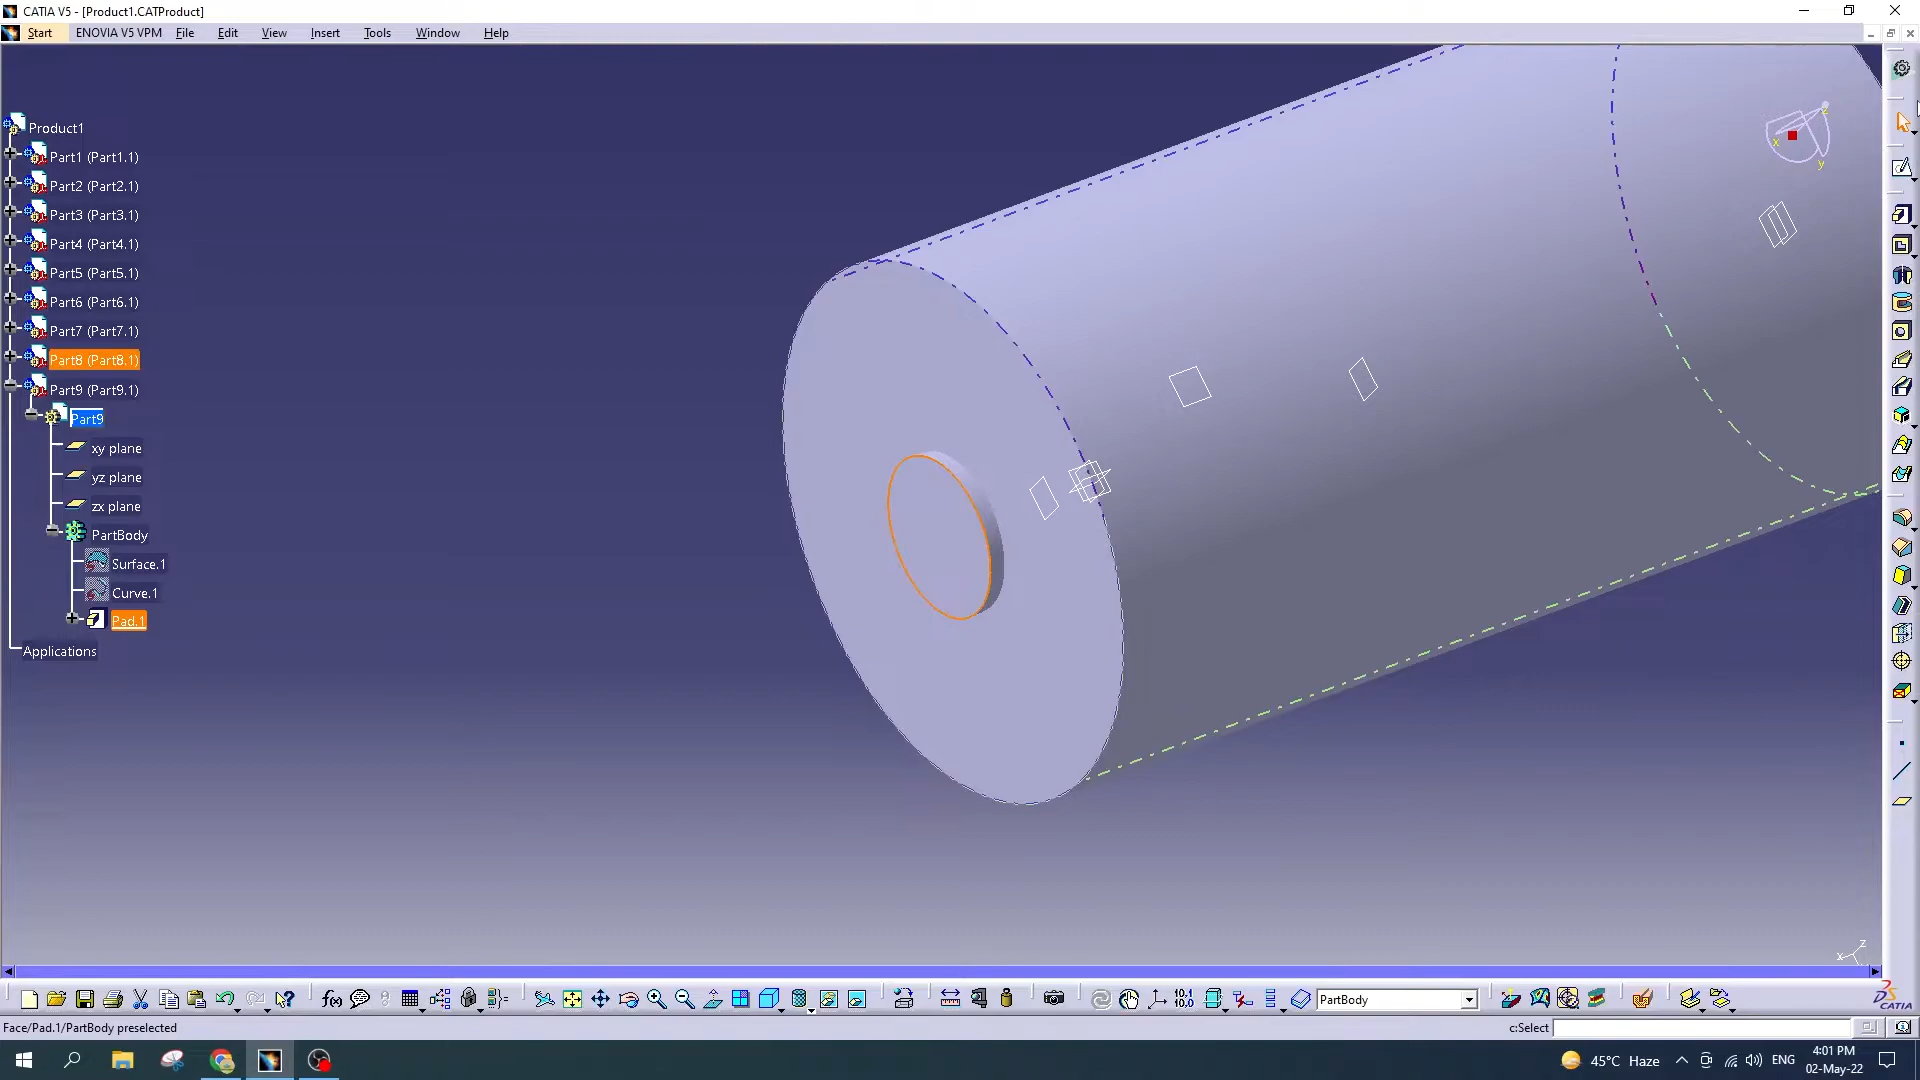 CATIA V5 - [Product1.CATProduct]
Start ENOVIA V5 VPM File Edit View Insert Tools Window Help
Product1
Part1 (Part1.1)
Part2 (Part2.1)
Part3 (Part3.1)
Part4 (Part4.1)
Part5 (Part5.1)
Part6 (Part6.1)
Part7 (Part7.1)
Part8 (Part8.1)
Part9 (Part9.1)
Part9
xy plane
yz plane
zx plane
PartBody
Surface.1
Curve.1
Pad.1
Applications
z
x
y
z
x
f(x)
10.1
PartBody
CATIA
Face/Pad.1/PartBody preselected
c:Select
45°C Haze
ENG
4:01 PM
02-May-22